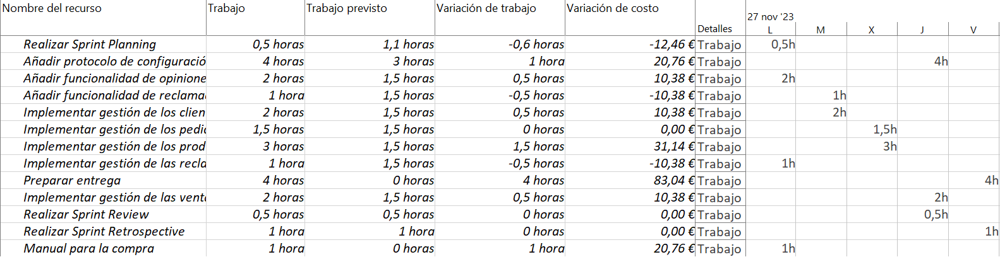 Nombre del recurso Trabajo Trabajo previsto Variación de trabajo Variación de costo Detalles 27 nov '23
L M X J V
Realizar Sprint Planning 0,5 horas 1,1 horas -0,6 horas -12,46 € Trabajo 0,5h
Añadir protocolo de configuració 4 horas 3 horas 1 hora 20,76 € Trabajo 4h
Añadir funcionalidad de opinione 2 horas 1,5 horas 0,5 horas 10,38 € Trabajo 2h
Añadir funcionalidad de reclama 1 hora 1,5 horas -0,5 horas -10,38 € Trabajo 1h
Implementar gestión de los clien 2 horas 1,5 horas 0,5 horas 10,38 € Trabajo 2h
Implementar gestión de los pedi 1,5 horas 1,5 horas 0 horas 0,00 € Trabajo 1,5h
Implementar gestión de los prod 3 horas 1,5 horas 1,5 horas 31,14 € Trabajo 3h
Implementar gestión de las recla 1 hora 1,5 horas -0,5 horas -10,38 € Trabajo 1h
Preparar entrega 4 horas 0 horas 4 horas 83,04 € Trabajo 4h
Implementar gestión de las vent 2 horas 1,5 horas 0,5 horas 10,38 € Trabajo 2h
Realizar Sprint Review 0,5 horas 0,5 horas 0 horas 0,00 € Trabajo 0,5h
Realizar Sprint Retrospective 1 hora 1 hora 0 horas 0,00 € Trabajo 1h
Manual para la compra 1 hora 0 horas 1 hora 20,76 € Trabajo 1h